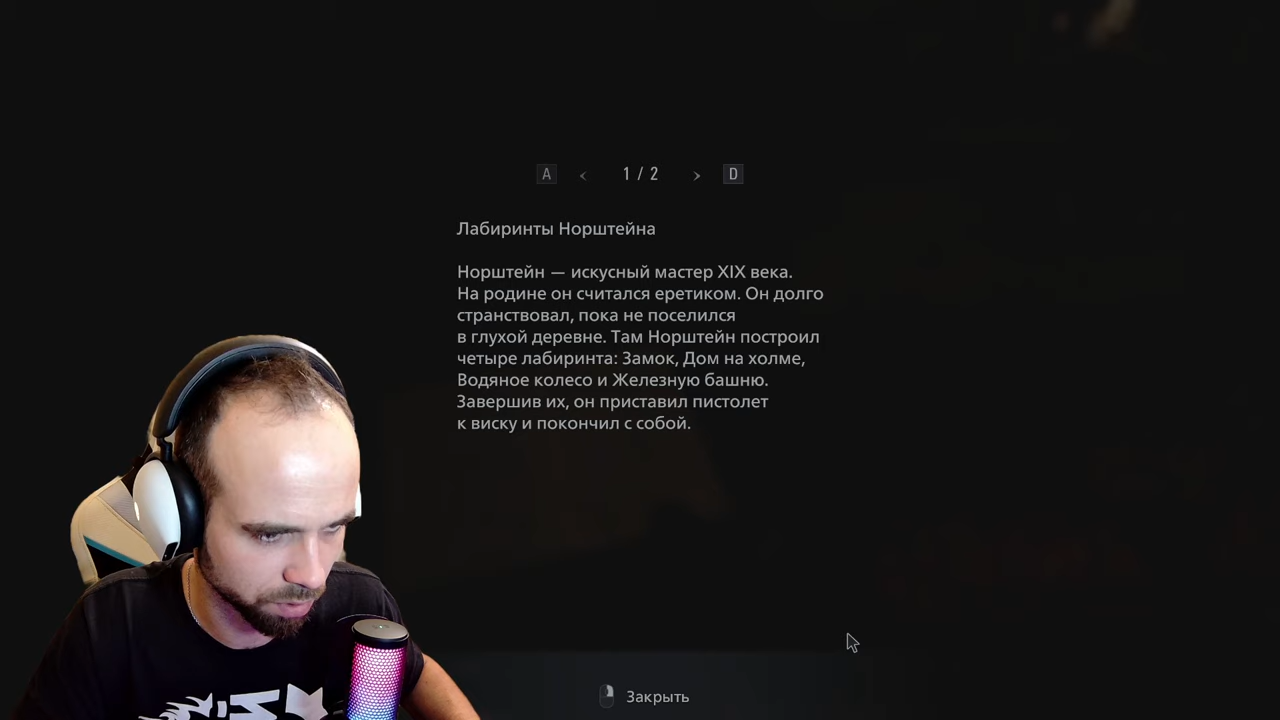 A < 1 / 2 > D
Лабиринты Норштейна
Норштейн — искусный мастер XIX века.
На родине он считался еретиком. Он долго
странствовал, пока не поселился
в глухой деревне. Там Норштейн построил
четыре лабиринта: Замок, Дом на холме,
Водяное колесо и Железную башню.
Завершив их, он приставил пистолет
к виску и покончил с собой.
Закрыть